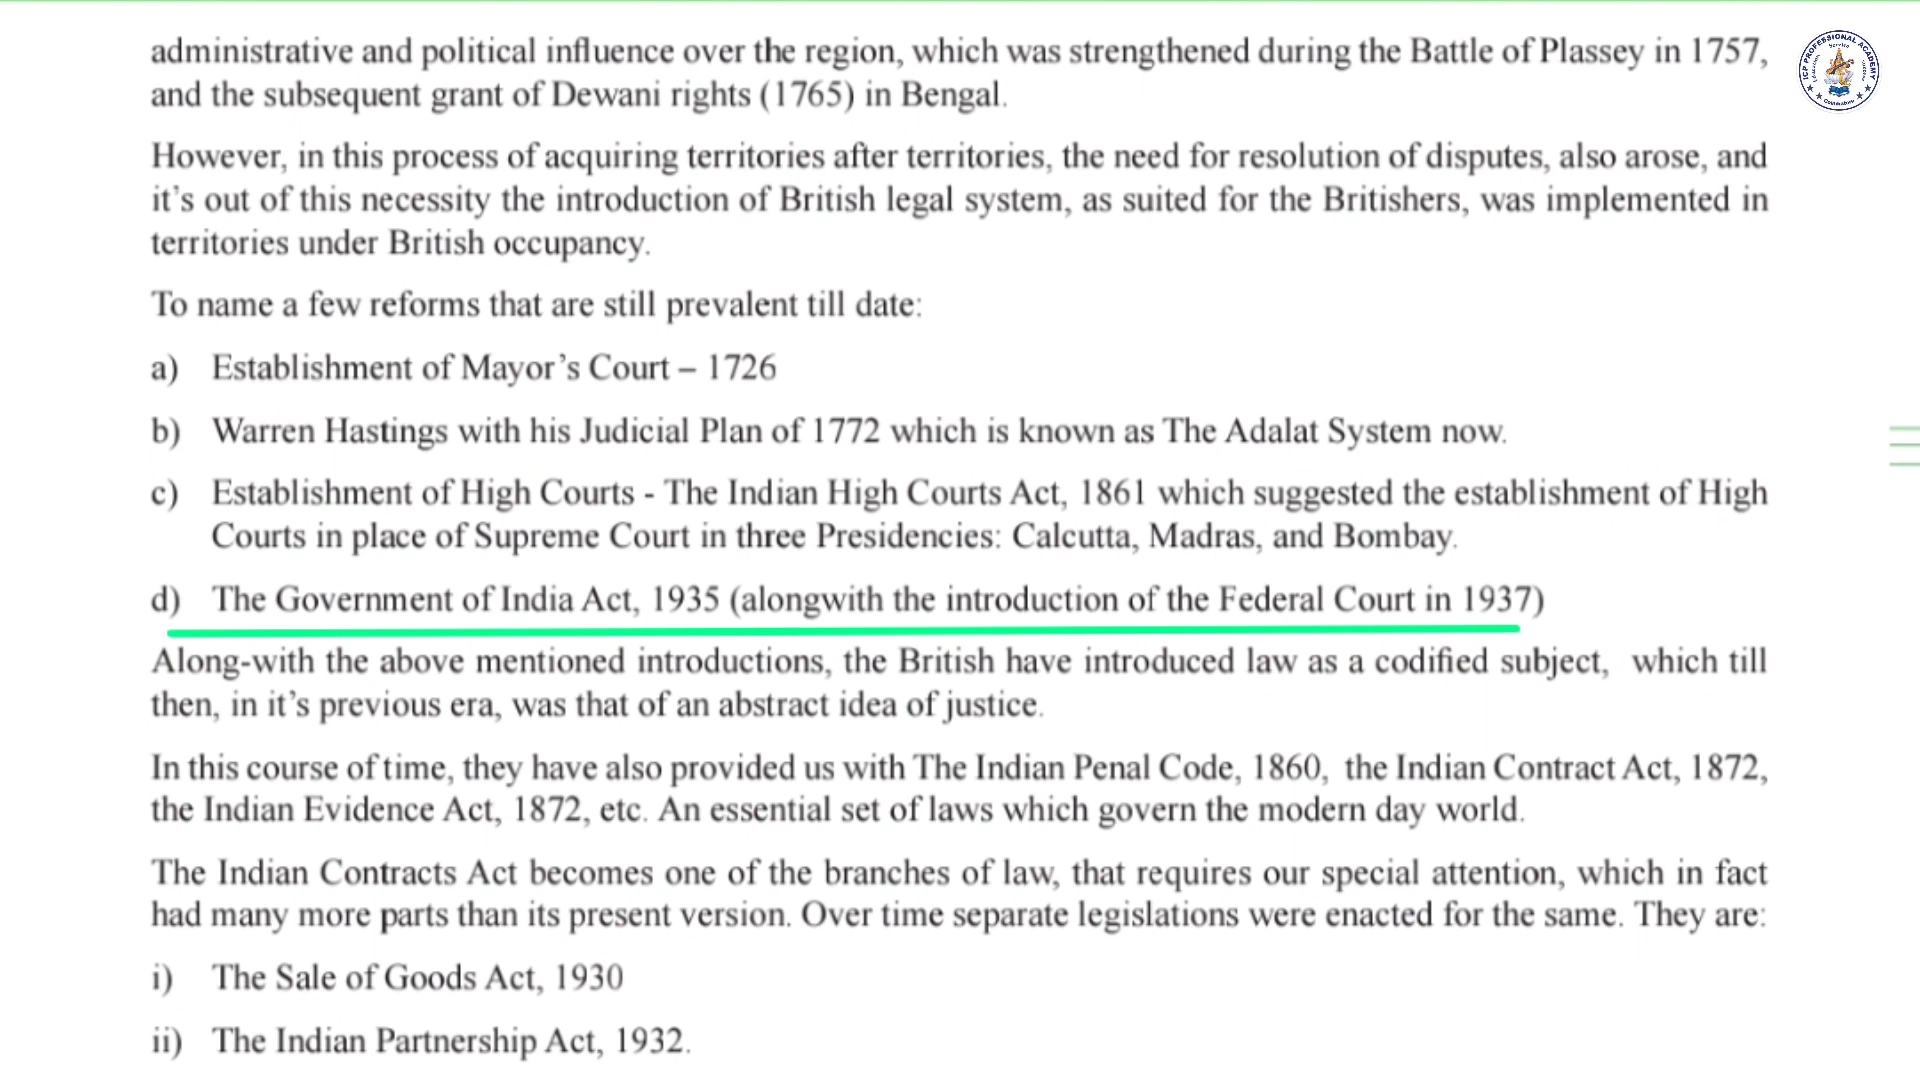 administrative and political influence over the region, which was strengthened during the Battle of Plassey in 1757,
and the subsequent grant of Dewani rights (1765) in Bengal.
However, in this process of acquiring territories after territories, the need for resolution of disputes, also arose, and
it's out of this necessity the introduction of British legal system, as suited for the Britishers, was implemented in
territories under British occupancy.
To name a few reforms that are still prevalent till date:
a) Establishment of Mayor's Court – 1726
b) Warren Hastings with his Judicial Plan of 1772 which is known as The Adalat System now.
c) Establishment of High Courts - The Indian High Courts Act, 1861 which suggested the establishment of High
Courts in place of Supreme Court in three Presidencies: Calcutta, Madras, and Bombay.
d) The Government of India Act, 1935 (alongwith the introduction of the Federal Court in 1937)
Along-with the above mentioned introductions, the British have introduced law as a codified subject, which till
then, in it's previous era, was that of an abstract idea of justice.
In this course of time, they have also provided us with The Indian Penal Code, 1860, the Indian Contract Act, 1872,
the Indian Evidence Act, 1872, etc. An essential set of laws which govern the modern day world.
The Indian Contracts Act becomes one of the branches of law, that requires our special attention, which in fact
had many more parts than its present version. Over time separate legislations were enacted for the same. They are:
i) The Sale of Goods Act, 1930
ii) The Indian Partnership Act, 1932.
ICP PROFESSIONAL ACADEMY